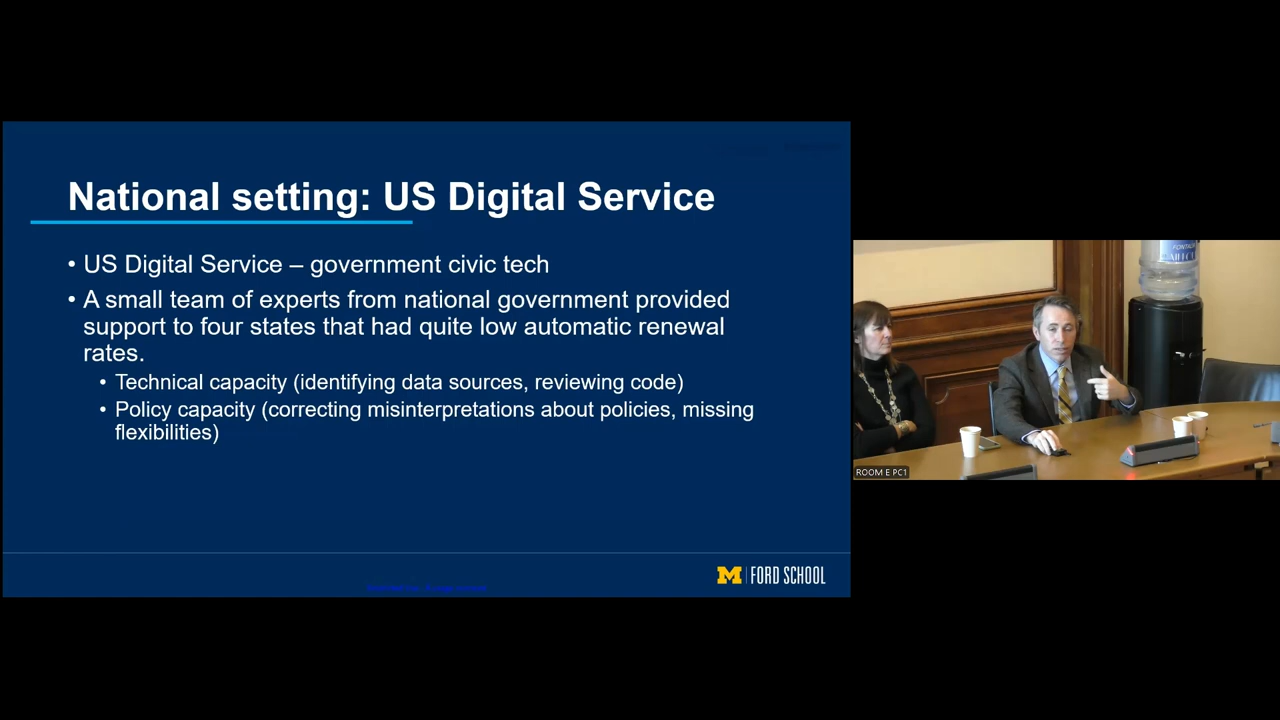 National setting: US Digital Service
• US Digital Service – government civic tech
• A small team of experts from national government provided
support to four states that had quite low automatic renewal
rates.
• Technical capacity (identifying data sources, reviewing code)
• Policy capacity (correcting misinterpretations about policies, missing
flexibilities)
M | FORD SCHOOL
ROOM E PC1